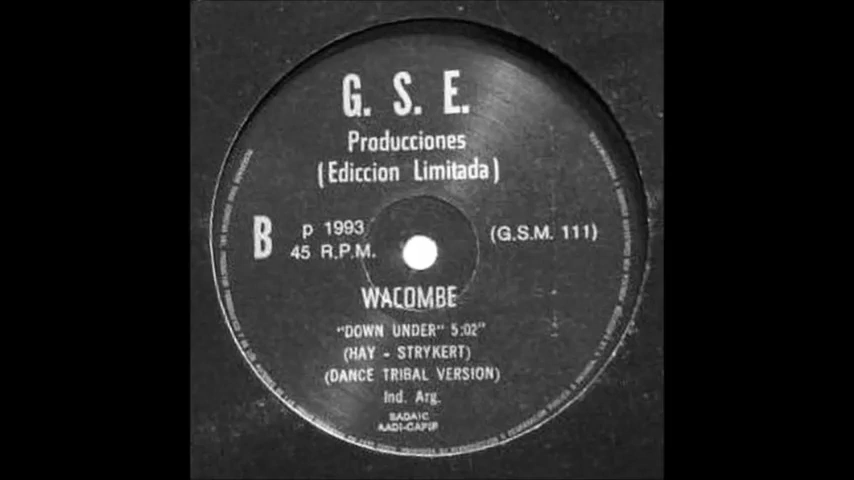 G. S. E.
Producciones
(Ediccion Limitada)
B
p 1993
45 R.P.M.
(G.S.M. 111)
WACOMBE
"DOWN UNDER" 5:02"
(HAY - STRYKERT)
(DANCE TRIBAL VERSION)
Ind. Arg.
SADAIC
AADI-CAPIF